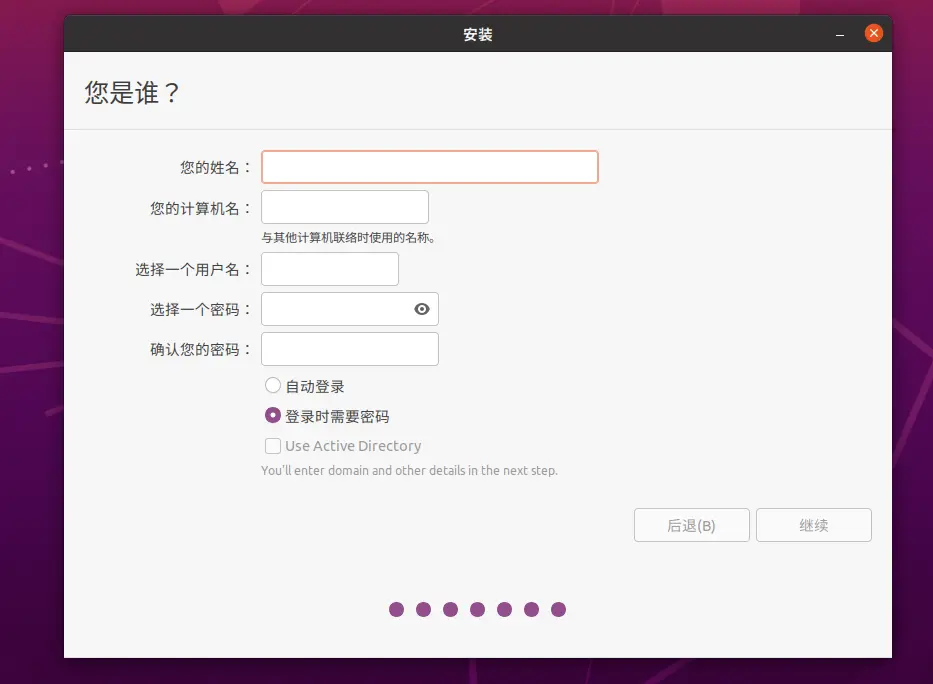 安装
您是谁？
您的姓名：
您的计算机名：
与其他计算机联络时使用的名称。
选择一个用户名：
选择一个密码：
确认您的密码：
自动登录
登录时需要密码
Use Active Directory
You'll enter domain and other details in the next step.
后退(B) 继续